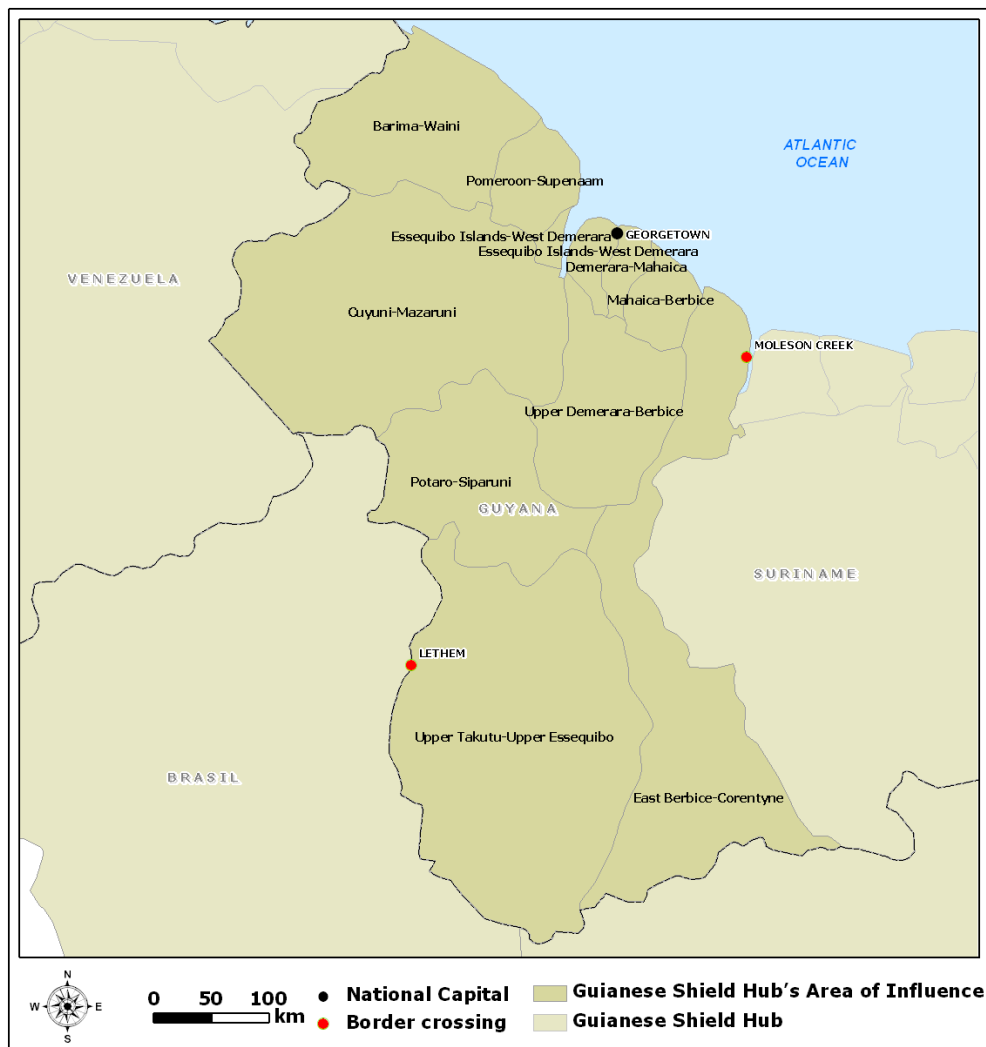 Barima-Waini
ATLANTIC
OCEAN
Pomeroon-Supenaam
Essequibo Islands-West Demerara
GEORGETOWN
Essequibo Islands-West Demerara
Demerara-Mahaica
VENEZUELA
Mahaica-Berbice
Cuyuni-Mazaruni
MOLESON CREEK
Upper Demerara-Berbice
Potaro-Siparuni
GUYANA
SURINAME
LETHEM
Upper Takutu-Upper Essequibo
BRASIL
East Berbice-Corentyne
N
W E
S
0 50 100
km
National Capital
Border crossing
Guianese Shield Hub's Area of Influence
Guianese Shield Hub